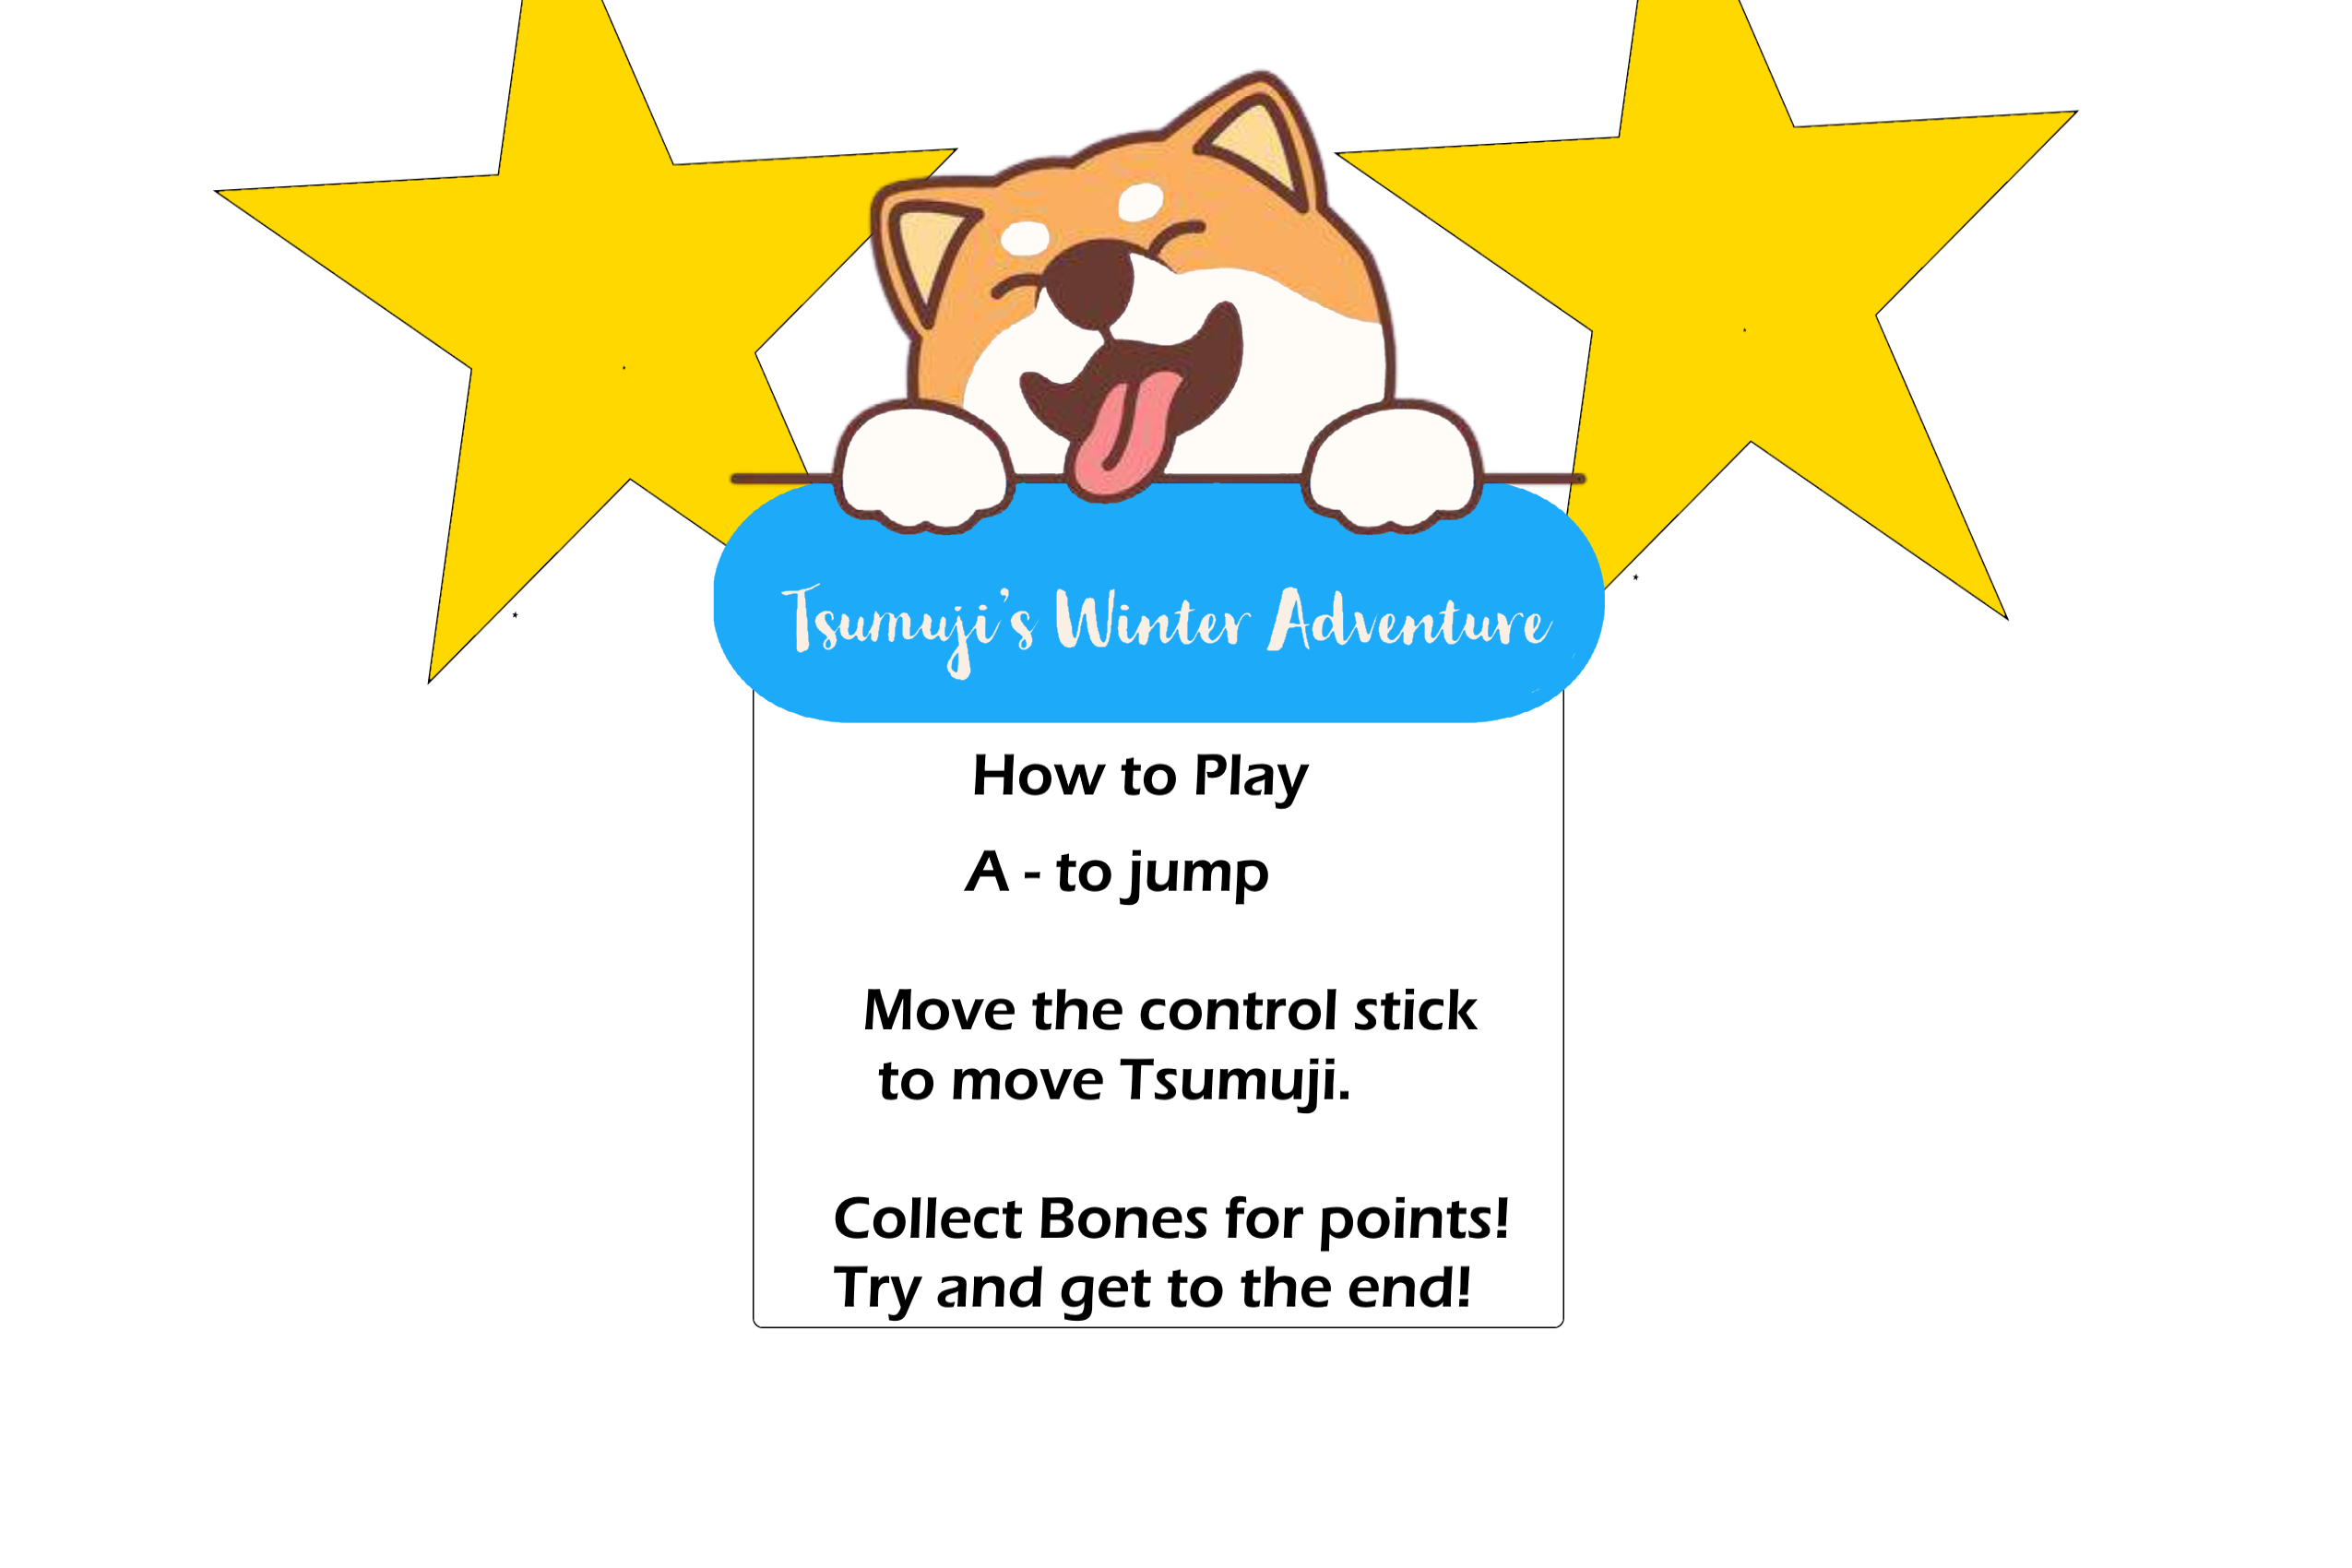 Tsumuji's Winter Adventure
How to Play
A - to jump
Move the control stick
to move Tsumuji.
Collect Bones for points!
Try and get to the end!